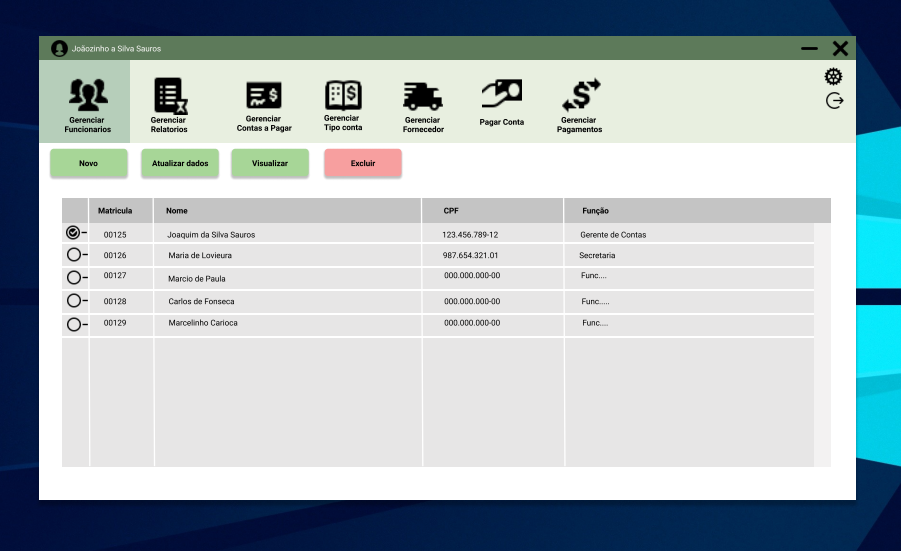 Joãozinho a Silva Sauros
Gerenciar
Funcionarios
Gerenciar
Relatorios
Gerenciar
Contas a Pagar
Gerenciar
Tipo conta
Gerenciar
Fornecedor
Pagar Conta
Gerenciar
Pagamentos
Novo
Atualizar dados
Visualizar
Excluir
Matricula Nome CPF Função
00125 Joaquim da Silva Sauros 123.456.789-12 Gerente de Contas
00126 Maria de Lovieura 987.654.321.01 Secretaria
00127 Marcio de Paula 000.000.000-00 Func....
00128 Carlos de Fonseca 000.000.000-00 Func.....
00129 Marcelinho Carioca 000.000.000-00 Func....